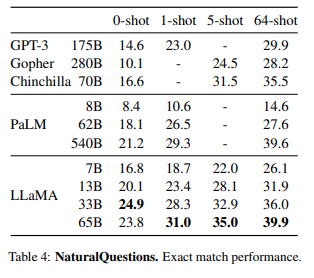 0-shot 1-shot 5-shot 64-shot
GPT-3 175B 14.6 23.0 - 29.9
Gopher 280B 10.1 - 24.5 28.2
Chinchilla 70B 16.6 - 31.5 35.5
8B 8.4 10.6 - 14.6
PaLM 62B 18.1 26.5 - 27.6
540B 21.2 29.3 - 39.6
7B 16.8 18.7 22.0 26.1
13B 20.1 23.4 28.1 31.9
LLaMA 33B 24.9 28.3 32.9 36.0
65B 23.8 31.0 35.0 39.9
Table 4: NaturalQuestions. Exact match performance.